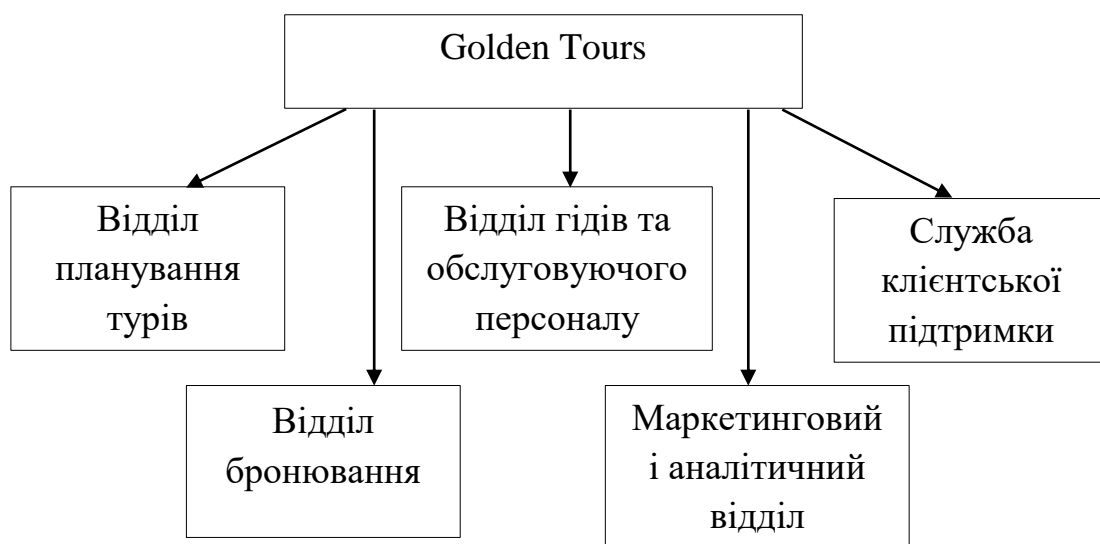 Golden Tours
Відділ
планування
турів
Відділ гідів та
обслуговуючого
персоналу
Служба
клієнтської
підтримки
Відділ
бронювання
Маркетинговий
і аналітичний
відділ